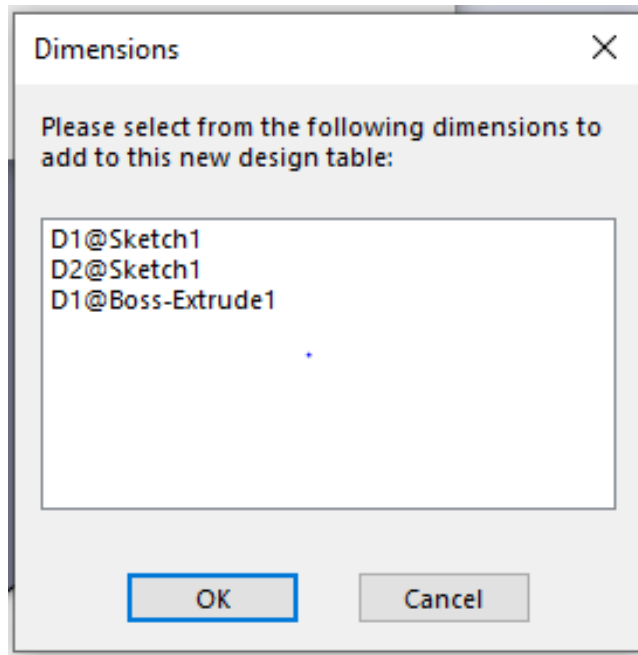 Dimensions
Please select from the following dimensions to
add to this new design table:
D1@Sketch1
D2@Sketch1
D1@Boss-Extrude1
OK
Cancel